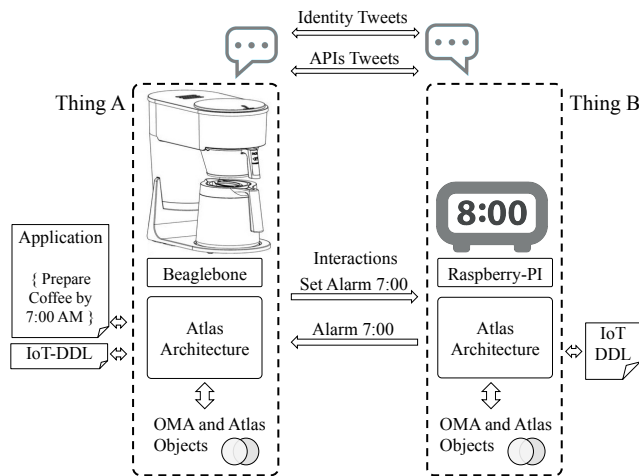 Identity Tweets
APIs Tweets
Thing A
Thing B
8:00
Application
{ Prepare
Coffee by
7:00 AM }
IoT-DDL
Beaglebone
Atlas
Architecture
OMA and Atlas
Objects
Interactions
Set Alarm 7:00
Alarm 7:00
Raspberry-PI
Atlas
Architecture
IoT
DDL
OMA and Atlas
Objects